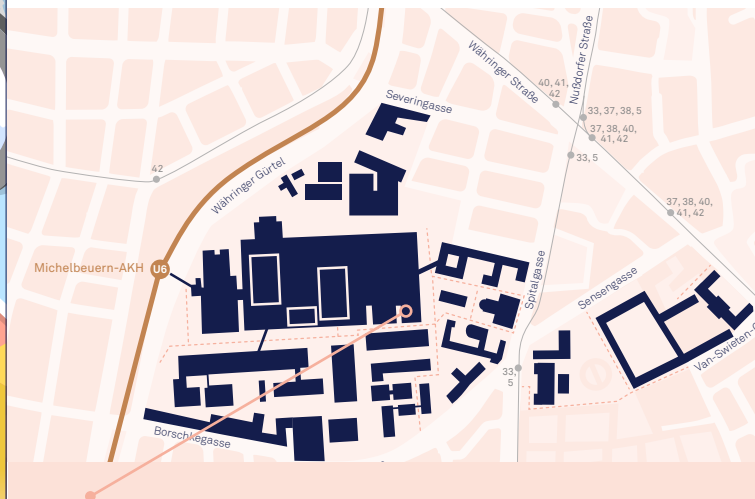 Währinger Straße
Nußdorfer Straße
40, 41,
42
Severingasse
33, 37, 38, 5
37, 38, 40,
41, 42
33, 5
42
Währinger Gürtel
37, 38, 40,
41, 42
Michelbeuern-AKH
U6
Spitalgasse
Sensengasse
Van-Swieten-G
33,
5
Borschkegasse